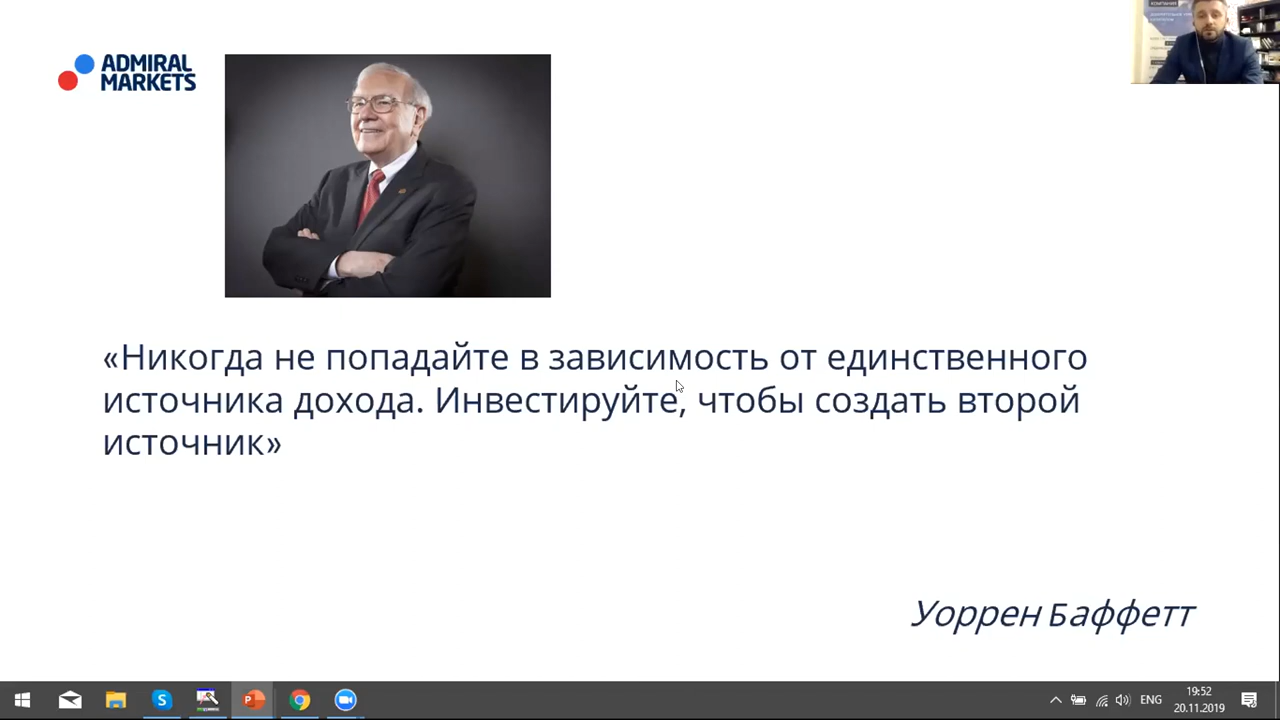 КОМПАНИЯ
ADMIRAL
MARKETS
«Никогда не попадайте в зависимость от единственного
источника дохода. Инвестируйте, чтобы создать второй
источник»
Уоррен Баффетт
ENG
19:52
20.11.2019